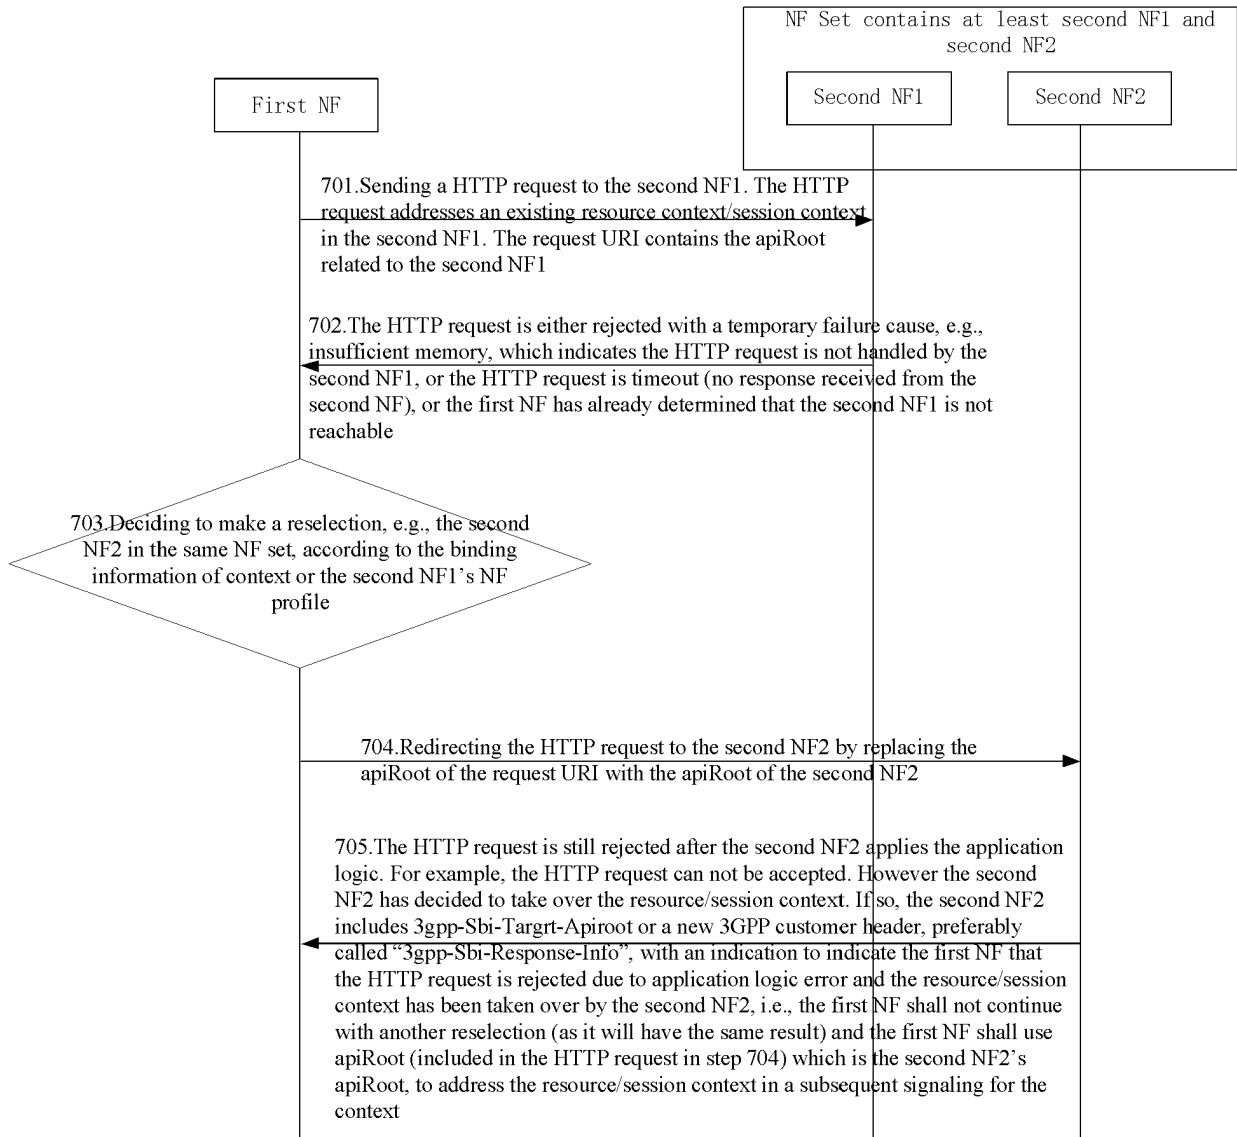 NF Set contains at least second NF1 and
second NF2
First NF
Second NF1
Second NF2
701.Sending a HTTP request to the second NF1. The HTTP
request addresses an existing resource context/session context
in the second NF1. The request URI contains the apiRoot
related to the second NF1
702.The HTTP request is either rejected with a temporary failure cause, e.g.,
insufficient memory, which indicates the HTTP request is not handled by the
second NF1, or the HTTP request is timeout (no response received from the
second NF), or the first NF has already determined that the second NF1 is not
reachable
703.Deciding to make a reselection, e.g., the second
NF2 in the same NF set, according to the binding
information of context or the second NF1’s NF
profile
704.Redirecting the HTTP request to the second NF2 by replacing the
apiRoot of the request URI with the apiRoot of the second NF2
705.The HTTP request is still rejected after the second NF2 applies the application
logic. For example, the HTTP request can not be accepted. However the second
NF2 has decided to take over the resource/session context. If so, the second NF2
includes 3gpp-Sbi-Targrt-Apiroot or a new 3GPP customer header, preferably
called “3gpp-Sbi-Response-Info”, with an indication to indicate the first NF that
the HTTP request is rejected due to application logic error and the resource/session
context has been taken over by the second NF2, i.e., the first NF shall not continue
with another reselection (as it will have the same result) and the first NF shall use
apiRoot (included in the HTTP request in step 704) which is the second NF2’s
apiRoot, to address the resource/session context in a subsequent signaling for the
context